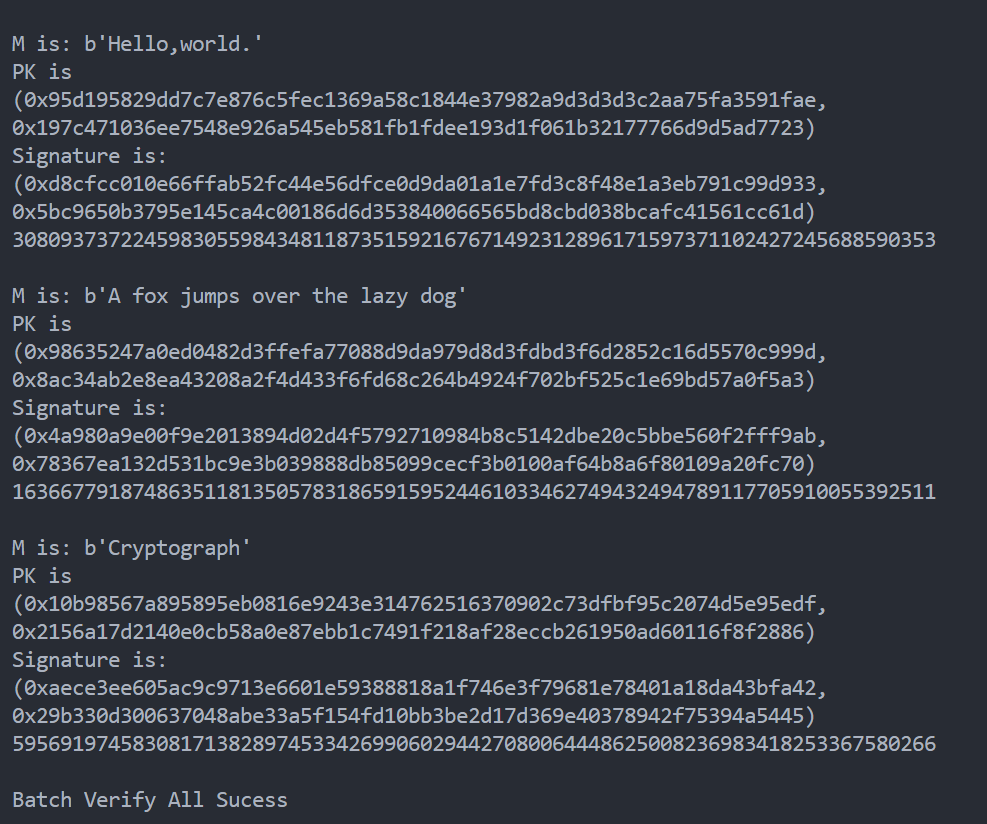 M is: b'Hello,world.'
PK is
(0x95d195829dd7c7e876c5fec1369a58c1844e37982a9d3d3d3c2aa75fa3591fae,
0x197c471036ee7548e926a545eb581fb1fdee193d1f061b32177766d9d5ad7723)
Signature is:
(0xd8cfcc010e66ffab52fc44e56dfce0d9da01a1e7fd3c8f48e1a3eb791c99d933,
0x5bc9650b3795e145ca4c00186d6d353840066565bd8cbd038bcafc41561cc61d)
30809373722459830559843481187351592167671492312896171597371102427245688590353
M is: b'A fox jumps over the lazy dog'
PK is
(0x98635247a0ed0482d3ffefa77088d9da979d8d3fdbd3f6d2852c16d5570c999d,
0x8ac34ab2e8ea43208a2f4d433f6fd68c264b4924f702bf525c1e69bd57a0f5a3)
Signature is:
(0x4a980a9e00f9e2013894d02d4f5792710984b8c5142dbe20c5bbe560f2fff9ab,
0x78367ea132d531bc9e3b039888db85099cecf3b0100af64b8a6f80109a20fc70)
16366779187486351181350578318659159524461033462749432494789117705910055392511
M is: b'Cryptograph'
PK is
(0x10b98567a895895eb0816e9243e314762516370902c73dfbf95c2074d5e95edf,
0x2156a17d2140e0cb58a0e87ebb1c7491f218af28eccb261950ad60116f8f2886)
Signature is:
(0xaece3ee605ac9c9713e6601e59388818a1f746e3f79681e78401a18da43bfa42,
0x29b330d300637048abe33a5f154fd10bb3be2d17d369e40378942f75394a5445)
59569197458308171382897453342699060294427080064448625008236983418253367580266
Batch Verify All Sucess